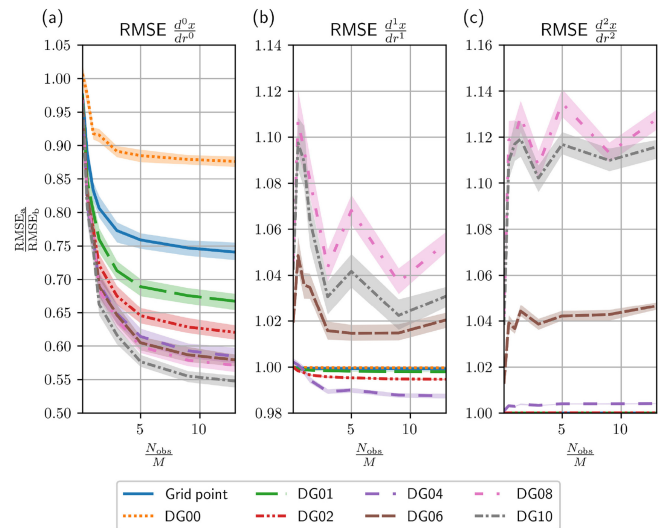 (a)
RMSE d⁰x/dr⁰
(b)
RMSE d¹x/dr¹
(c)
RMSE d²x/dr²
1.05
1.00
0.95
0.90
0.85
0.80
0.75
0.70
0.65
0.60
0.55
0.50
RMSEₐ/RMSE_b
1.14
1.12
1.10
1.08
1.06
1.04
1.02
1.00
0.98
1.16
1.14
1.12
1.10
1.08
1.06
1.04
1.02
1.00
5 10
5 10
5 10
N_obs/M
N_obs/M
N_obs/M
Grid point DG01 DG04 DG08
DG00 DG02 DG06 DG10